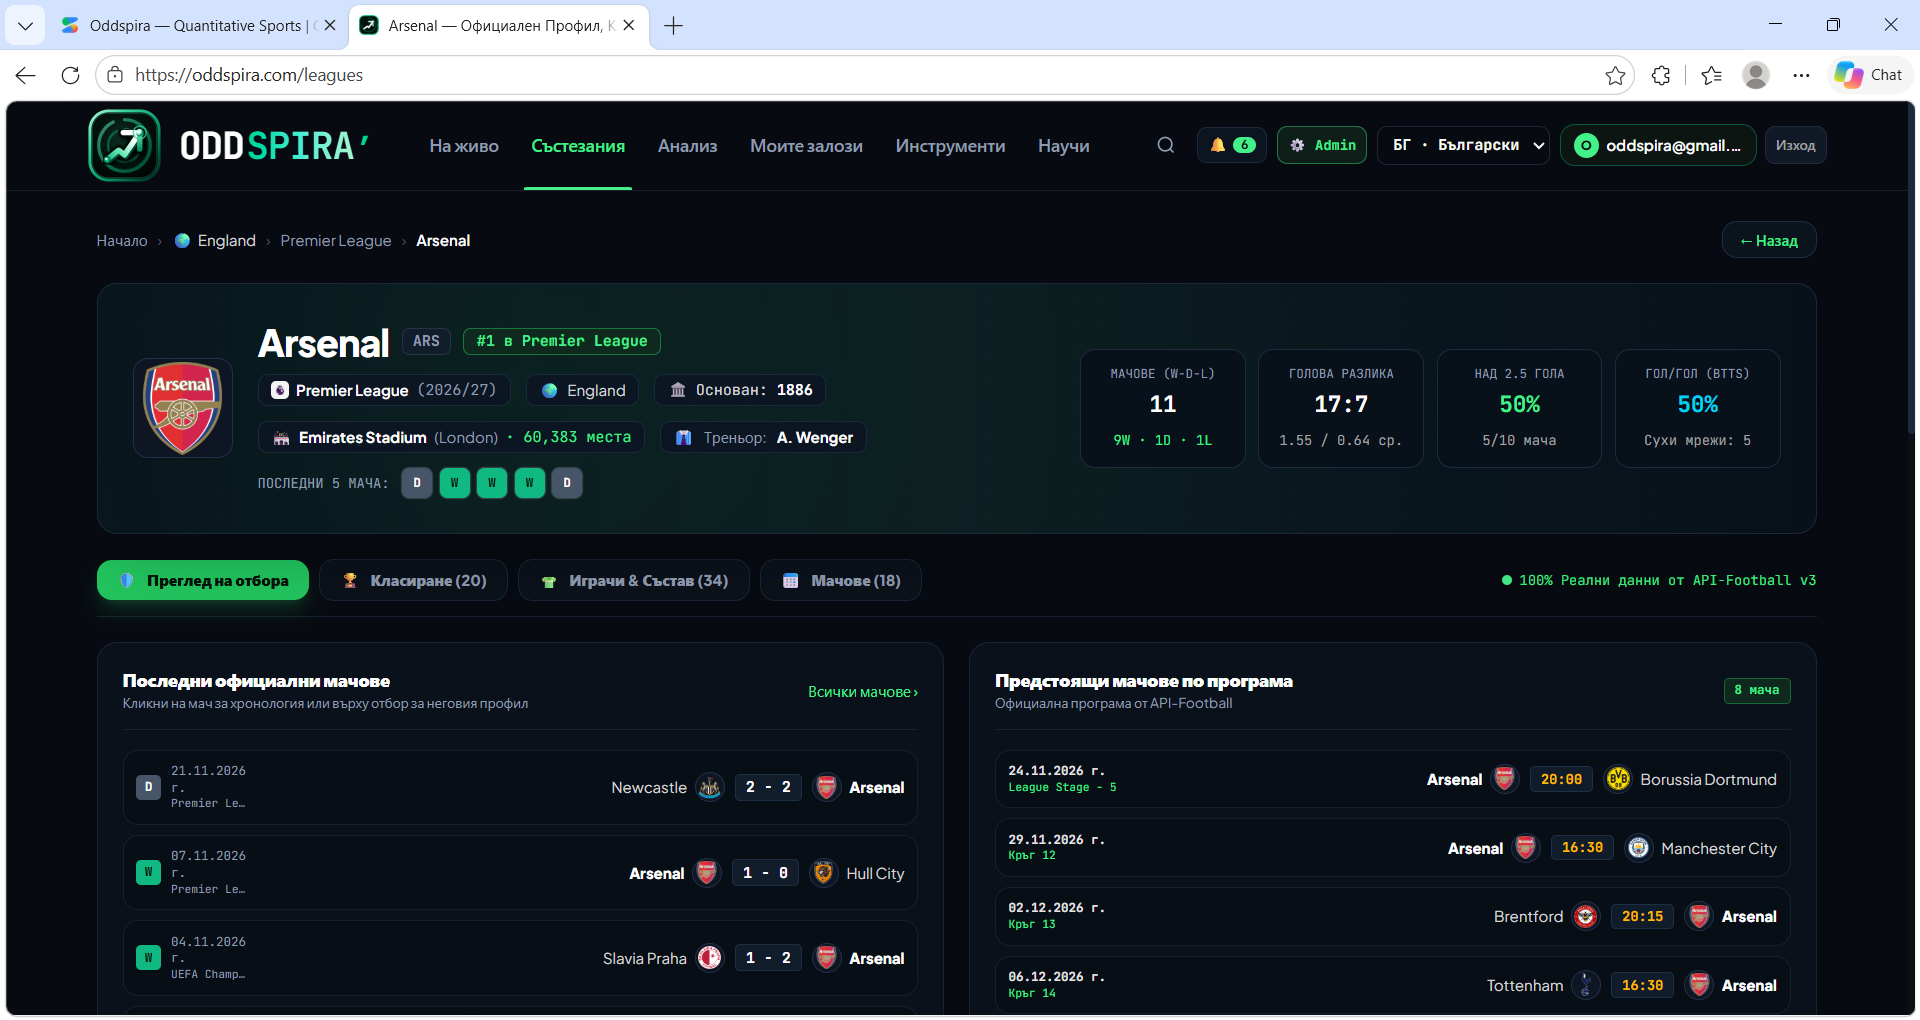 Oddspira — Quantitative Sports |
Arsenal — Официален Профил, К
https://oddspira.com/leagues
Chat
ODDSPIRA
На живо
Състезания
Анализ
Моите залози
Инструменти
Научи
6
Admin
БГ · Български
O
oddspira@gmail....
Изход
Начало › England › Premier League › Arsenal
← Назад
Arsenal
Arsenal ARS #1 в Premier League
Premier League (2026/27)
England
Основан: 1886
Emirates Stadium (London) · 60,383 места
Треньор: A. Wenger
ПОСЛЕДНИ 5 МАЧА: D W W W D
МАЧОВЕ (W-D-L)
11
9W · 1D · 1L
ГОЛОВА РАЗЛИКА
17:7
1.55 / 0.64 ср.
НАД 2.5 ГОЛА
50%
5/10 мача
ГОЛ/ГОЛ (BTTS)
50%
Сухи мрежи: 5
Преглед на отбора
Класиране (20)
Играчи & Състав (34)
Мачове (18)
100% Реални данни от API-Football v3
Последни официални мачове
Кликни на мач за хронология или върху отбор за неговия профил
Всички мачове ›
D
21.11.2026
г.
Premier Le…
Newcastle 2 - 2 Arsenal
W
07.11.2026
г.
Premier Le…
Arsenal 1 - 0 Hull City
W
04.11.2026
г.
UEFA Champ…
Slavia Praha 1 - 2 Arsenal
Предстоящи мачове по програма
Официална програма от API-Football
8 мача
24.11.2026 г.
League Stage - 5
Arsenal 20:00 Borussia Dortmund
29.11.2026 г.
Кръг 12
Arsenal 16:30 Manchester City
02.12.2026 г.
Кръг 13
Brentford 20:15 Arsenal
06.12.2026 г.
Кръг 14
Tottenham 16:30 Arsenal